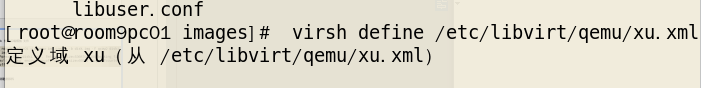 libuser.conf
[root@room9pc01 images]#  virsh define /etc/libvirt/qemu/xu.xml
定义域 xu（从 /etc/libvirt/qemu/xu.xml）